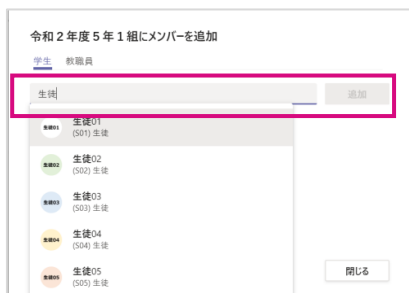 令和２年度５年１組にメンバーを追加
学生 教職員
生徒 追加
生徒01 生徒01
(S01) 生徒
生徒02 生徒02
(S02) 生徒
生徒03 生徒03
(S03) 生徒
生徒04 生徒04
(S04) 生徒
生徒05 生徒05
(S05) 生徒
閉じる